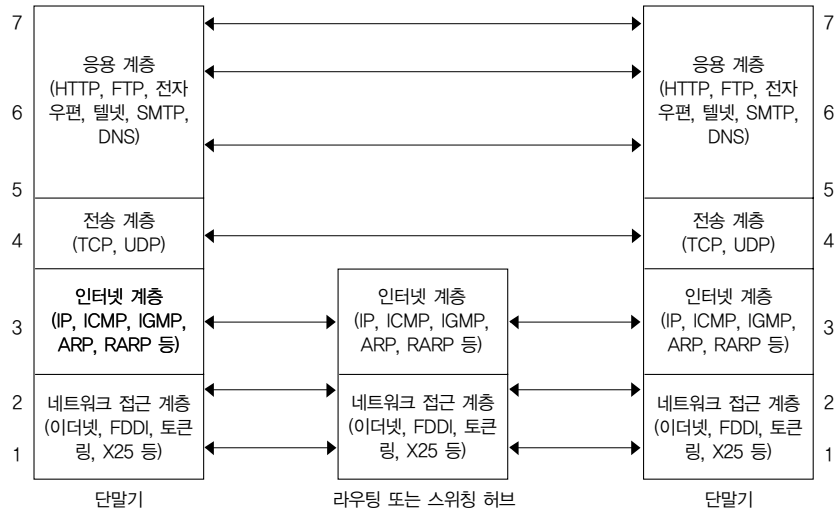 7
6
5
4
3
2
1
응용 계층
(HTTP, FTP, 전자
우편, 텔넷, SMTP,
DNS)
전송 계층
(TCP, UDP)
인터넷 계층
(IP, ICMP, IGMP,
ARP, RARP 등)
네트워크 접근 계층
(이더넷, FDDI, 토큰
링, X25 등)
단말기
인터넷 계층
(IP, ICMP, IGMP,
ARP, RARP 등)
네트워크 접근 계층
(이더넷, FDDI, 토큰
링, X25 등)
라우팅 또는 스위칭 허브
응용 계층
(HTTP, FTP, 전자
우편, 텔넷, SMTP,
DNS)
전송 계층
(TCP, UDP)
인터넷 계층
(IP, ICMP, IGMP,
ARP, RARP 등)
네트워크 접근 계층
(이더넷, FDDI, 토큰
링, X25 등)
단말기
7
6
5
4
3
2
1